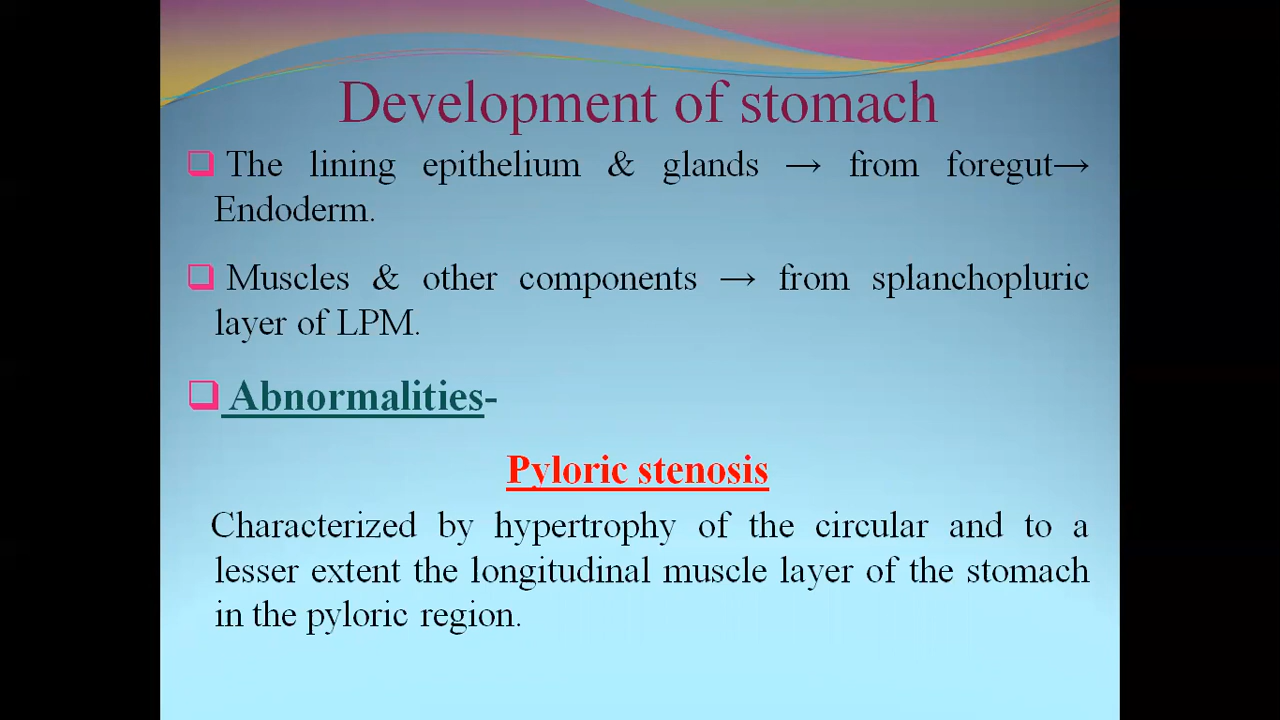 Development of stomach
The lining epithelium & glands → from foregut→
Endoderm.
Muscles & other components → from splanchopluric
layer of LPM.
Abnormalities-
Pyloric stenosis
Characterized by hypertrophy of the circular and to a
lesser extent the longitudinal muscle layer of the stomach
in the pyloric region.